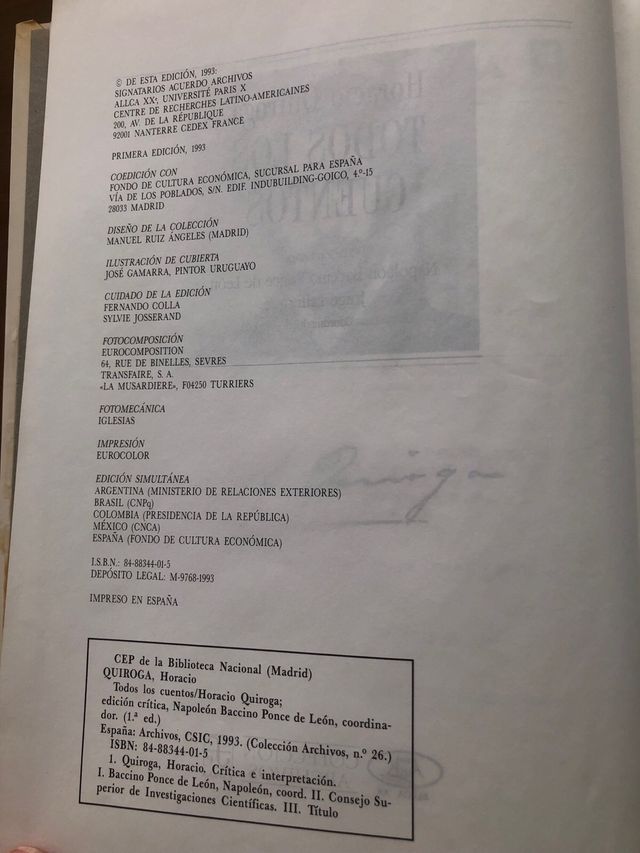 © DE ESTA EDICIÓN, 1993:
SIGNATARIOS ACUERDO ARCHIVOS
ALLCA XXᵉ, UNIVERSITÉ PARIS X
CENTRE DE RECHERCHES LATINO-AMERICAINES
200, AV. DE LA RÉPUBLIQUE
92001 NANTERRE CEDEX FRANCE
PRIMERA EDICIÓN, 1993
COEDICIÓN CON
FONDO DE CULTURA ECONÓMICA, SUCURSAL PARA ESPAÑA
VÍA DE LOS POBLADOS, S/N. EDIF. INDUBUILDING-GOICO, 4.º-15
28033 MADRID
DISEÑO DE LA COLECCIÓN
MANUEL RUIZ ÁNGELES (MADRID)
ILUSTRACIÓN DE CUBIERTA
JOSÉ GAMARRA, PINTOR URUGUAYO
CUIDADO DE LA EDICIÓN
FERNANDO COLLA
SYLVIE JOSSERAND
FOTOCOMPOSICIÓN
EUROCOMPOSITION
64, RUE DE BINELLES, SEVRES
TRANSFAIRE, S. A.
«LA MUSARDIERE», F04250 TURRIERS
FOTOMECÁNICA
IGLESIAS
IMPRESIÓN
EUROCOLOR
EDICIÓN SIMULTÁNEA
ARGENTINA (MINISTERIO DE RELACIONES EXTERIORES)
BRASIL (CNPq)
COLOMBIA (PRESIDENCIA DE LA REPÚBLICA)
MÉXICO (CNCA)
ESPAÑA (FONDO DE CULTURA ECONÓMICA)
I.S.B.N.: 84-88344-01-5
DEPÓSITO LEGAL: M-9768-1993
IMPRESO EN ESPAÑA
CEP de la Biblioteca Nacional (Madrid)
QUIROGA, Horacio
Todos los cuentos/Horacio Quiroga;
edición crítica, Napoleón Baccino Ponce de León, coordina-
dor. (1.ª ed.)
España: Archivos, CSIC, 1993. (Colección Archivos, n.º 26.)
ISBN: 84-88344-01-5
1. Quiroga, Horacio. Crítica e interpretación.
I. Baccino Ponce de León, Napoleón, coord. II. Consejo Su-
perior de Investigaciones Científicas. III. Título